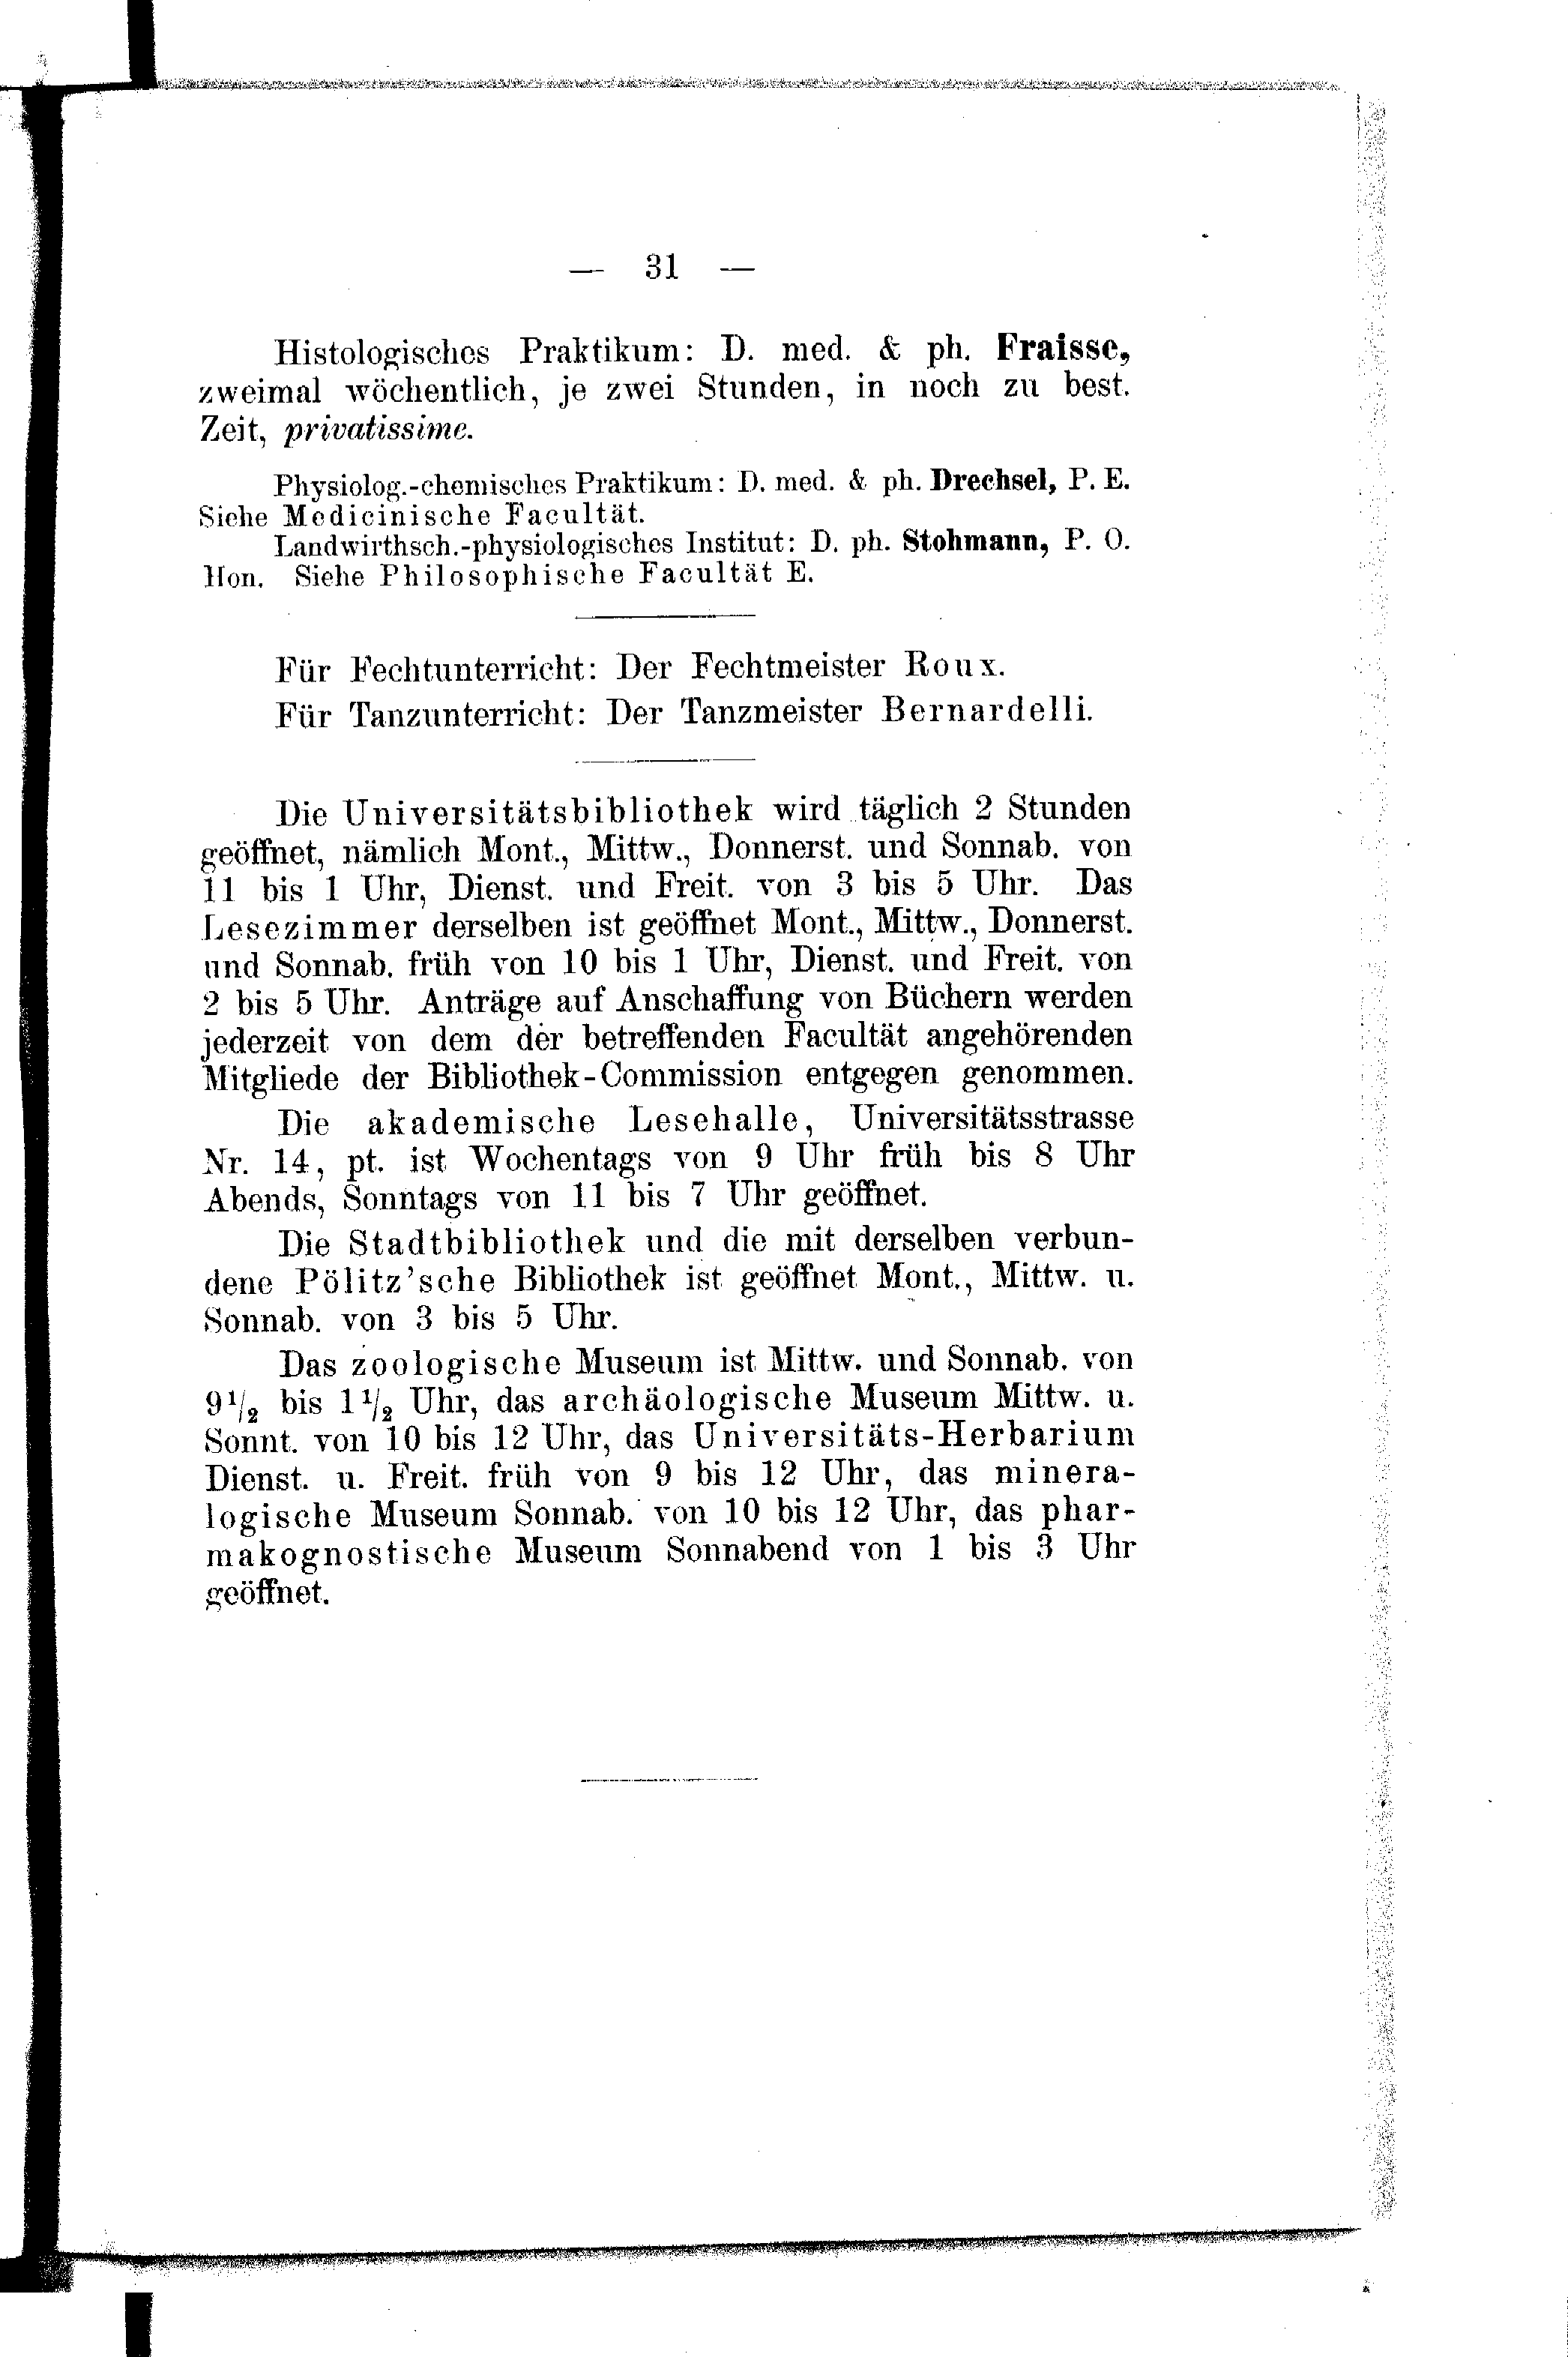 — 31 —
Histologisches Praktikum: D. med. & ph. Fraisse,
zweimal wöchentlich, je zwei Stunden, in noch zu best.
Zeit, privatissime.
Physiolog.-chemisches Praktikum: D. med. & ph. Drechsel, P. E.
Siehe Medicinische Facultät.
Landwirthsch.-physiologisches Institut: D. ph. Stohmann, P. O.
Hon. Siehe Philosophische Facultät E.
Für Fechtunterricht: Der Fechtmeister Roux.
Für Tanzunterricht: Der Tanzmeister Bernardelli.
Die Universitätsbibliothek wird täglich 2 Stunden
geöffnet, nämlich Mont., Mittw., Donnerst. und Sonnab. von
11 bis 1 Uhr, Dienst. und Freit. von 3 bis 5 Uhr. Das
Lesezimmer derselben ist geöffnet Mont., Mittw., Donnerst.
und Sonnab. früh von 10 bis 1 Uhr, Dienst. und Freit. von
2 bis 5 Uhr. Anträge auf Anschaffung von Büchern werden
jederzeit von dem der betreffenden Facultät angehörenden
Mitgliede der Bibliothek-Commission entgegen genommen.
Die akademische Lesehalle, Universitätsstrasse
Nr. 14, pt. ist Wochentags von 9 Uhr früh bis 8 Uhr
Abends, Sonntags von 11 bis 7 Uhr geöffnet.
Die Stadtbibliothek und die mit derselben verbun-
dene Pölitz'sche Bibliothek ist geöffnet Mont., Mittw. u.
Sonnab. von 3 bis 5 Uhr.
Das zoologische Museum ist Mittw. und Sonnab. von
9½ bis 1½ Uhr, das archäologische Museum Mittw. u.
Sonnt. von 10 bis 12 Uhr, das Universitäts-Herbarium
Dienst. u. Freit. früh von 9 bis 12 Uhr, das minera-
logische Museum Sonnab. von 10 bis 12 Uhr, das phar-
makognostische Museum Sonnabend von 1 bis 3 Uhr
geöffnet.